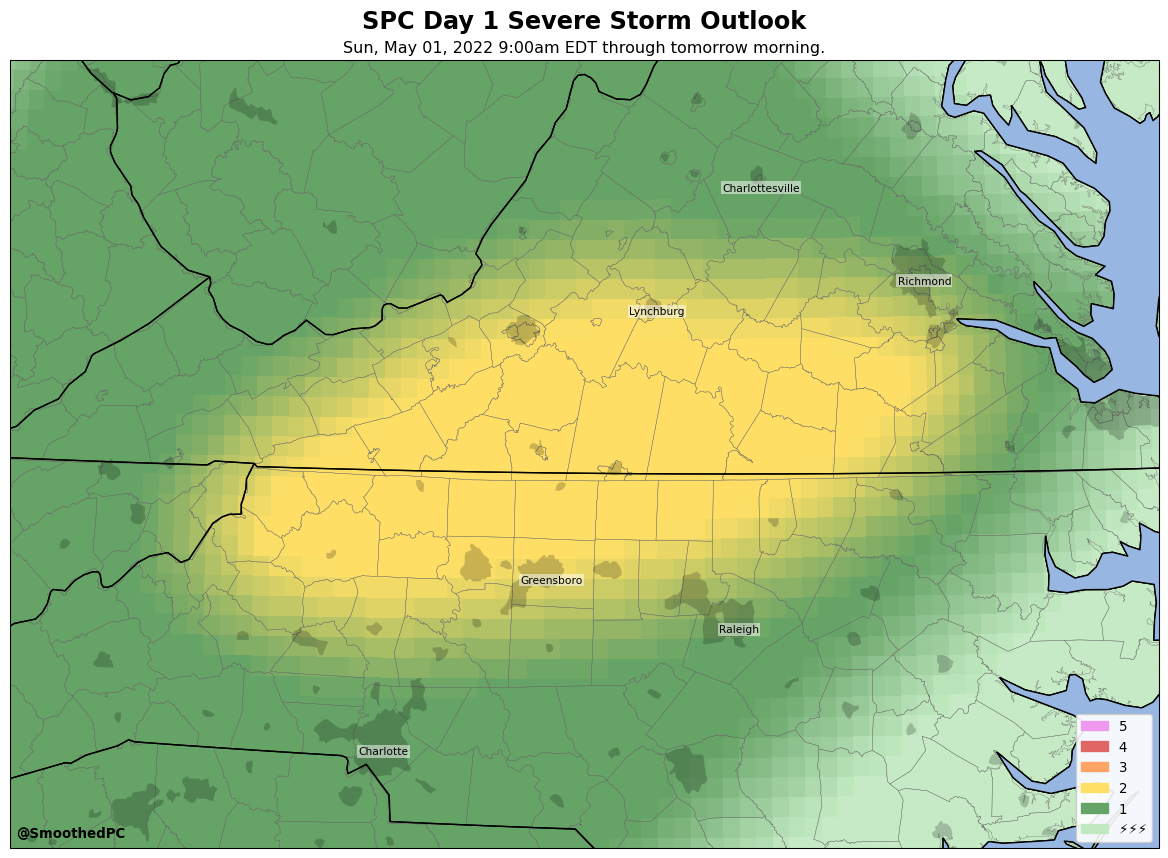 SPC Day 1 Severe Storm Outlook
Sun, May 01, 2022 9:00am EDT through tomorrow morning.
Charlottesville
Richmond
Lynchburg
Greensboro
Raleigh
Charlotte
5
4
3
2
1
⚡⚡⚡
@SmoothedPC